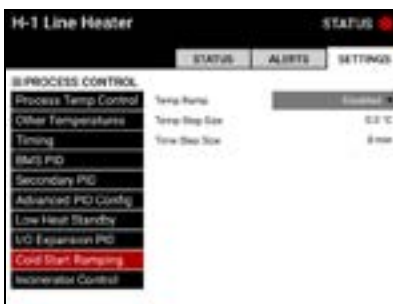 H-1 Line Heater
STATUS
STATUS ALERTS SETTINGS
PROCESS CONTROL
Process Temp Control
Other Temperatures
Timing
BMS PID
Secondary PID
Advanced PID Config
Low Heat Standby
I/O Expansion PID
Cold Start Ramping
Incinerator Control
Temp Ramp
Temp Step Size
Time Step Size